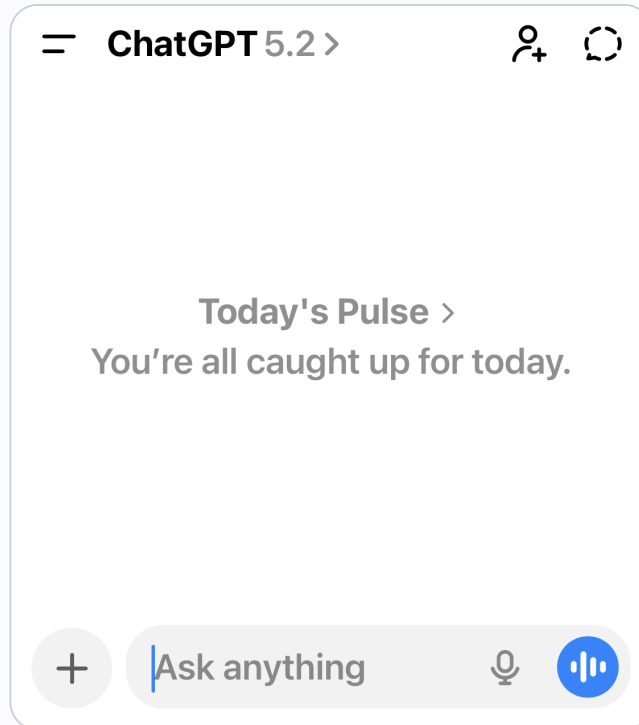 ChatGPT 5.2 >
Today's Pulse >
You’re all caught up for today.
Ask anything